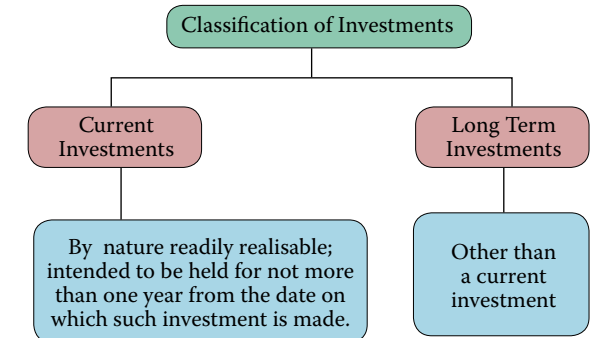 Classification of Investments
Current
Investments
Long Term
Investments
By nature readily realisable;
intended to be held for not more
than one year from the date on
which such investment is made.
Other than
a current
investment